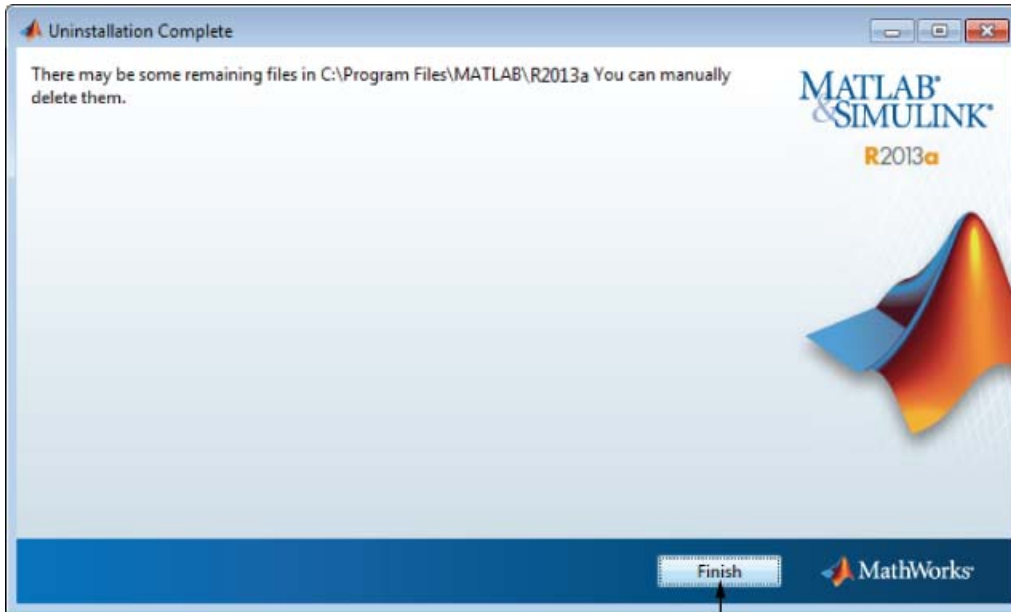 Uninstallation Complete
There may be some remaining files in C:\Program Files\MATLAB\R2013a You can manually
delete them.
MATLAB®
&SIMULINK®
R2013a
Finish
MathWorks®